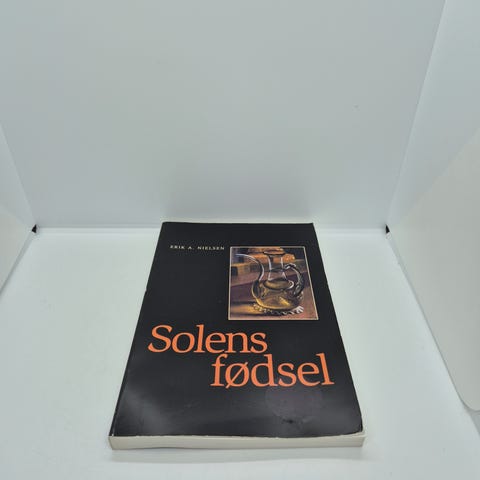 ERIK A. NIELSEN
Solens
fødsel